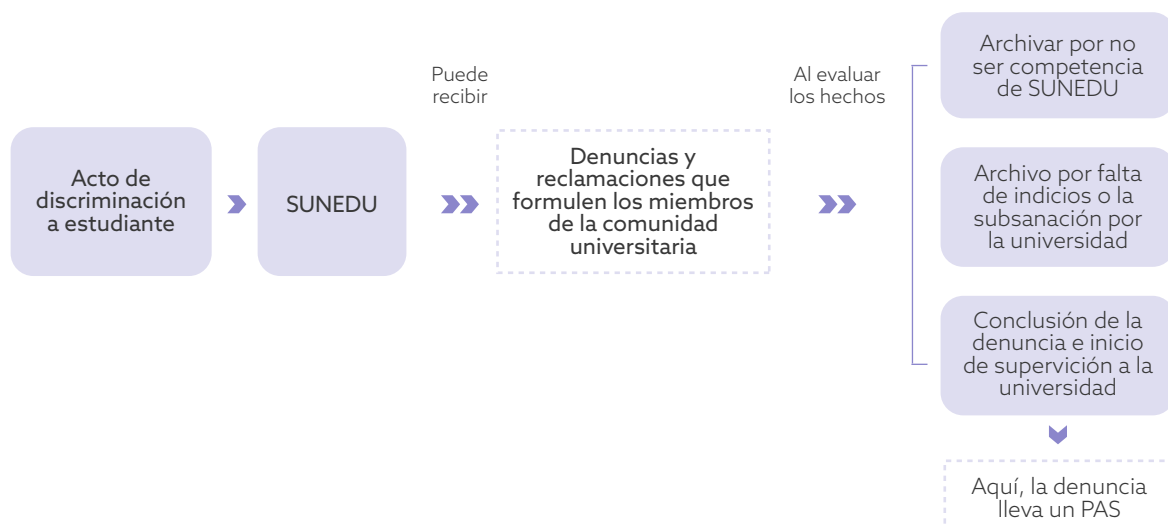 Acto de
discriminación
a estudiante
SUNEDU
Puede
recibir
Denuncias y
reclamaciones que
formulen los miembros
de la comunidad
universitaria
Al evaluar
los hechos
Archivar por no
ser competencia
de SUNEDU
Archivo por falta
de indicios o la
subsanación por
la universidad
Conclusión de la
denuncia e inicio
de supervición a la
universidad
Aquí, la denuncia
lleva un PAS